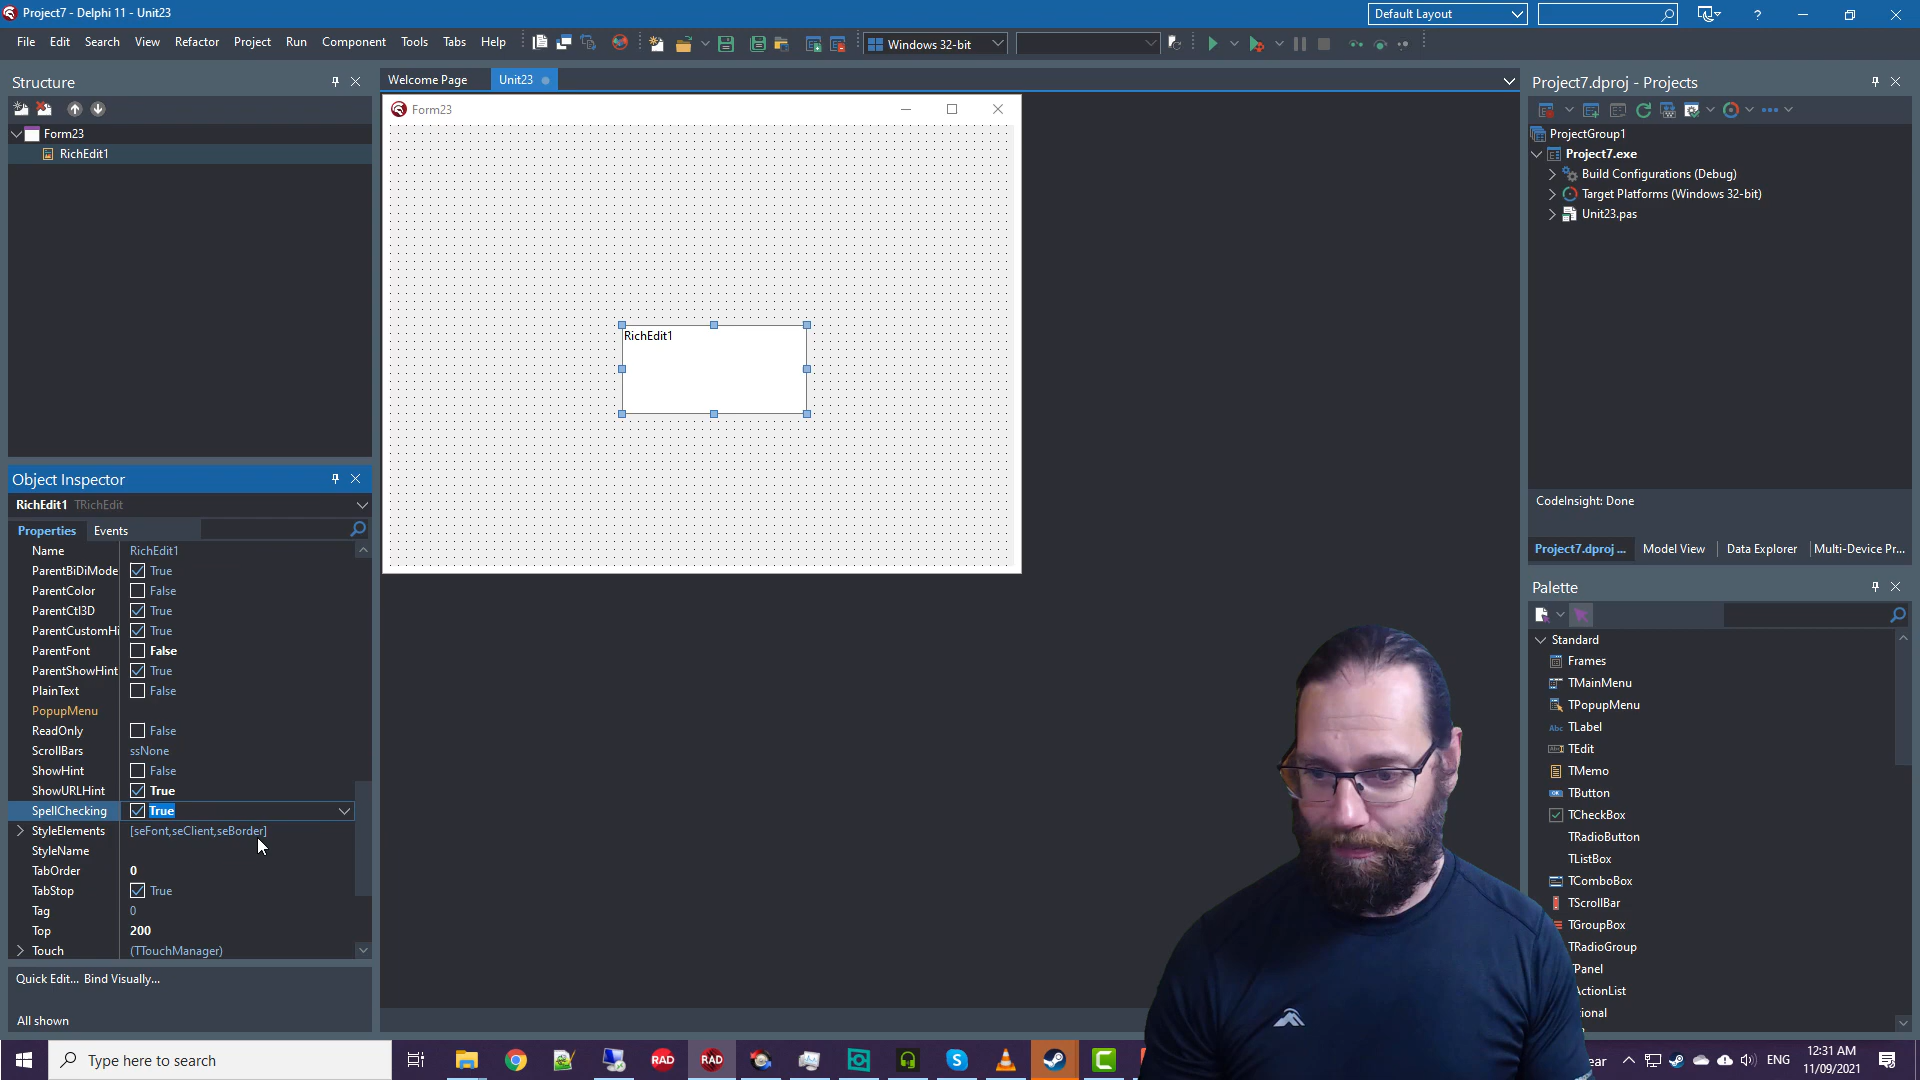 Project7 - Delphi 11 - Unit23
Default Layout
File Edit Search View Refactor Project Run Component Tools Tabs Help
Windows 32-bit
Structure
Form23
RichEdit1
Welcome Page Unit23
Form23
RichEdit1
Object Inspector
RichEdit1 TRichEdit
Properties Events
Name RichEdit1
ParentBiDiMode True
ParentColor False
ParentCtl3D True
ParentCustomHi True
ParentFont False
ParentShowHint True
PlainText False
PopupMenu
ReadOnly False
ScrollBars ssNone
ShowHint False
ShowURLHint True
SpellChecking True
StyleElements [seFont,seClient,seBorder]
StyleName
TabOrder 0
TabStop True
Tag 0
Top 200
Touch (TTouchManager)
Quick Edit... Bind Visually...
All shown
Project7.dproj - Projects
ProjectGroup1
Project7.exe
Build Configurations (Debug)
Target Platforms (Windows 32-bit)
Unit23.pas
CodeInsight: Done
Project7.dproj ... Model View Data Explorer Multi-Device Pr...
Palette
Standard
Frames
TMainMenu
TPopupMenu
Abc TLabel
TEdit
TMemo
TButton
TCheckBox
TRadioButton
TListBox
TComboBox
TScrollBar
TGroupBox
TRadioGroup
TPanel
ActionList
tional
Type here to search
RAD RAD
ear
ENG
12:31 AM
11/09/2021